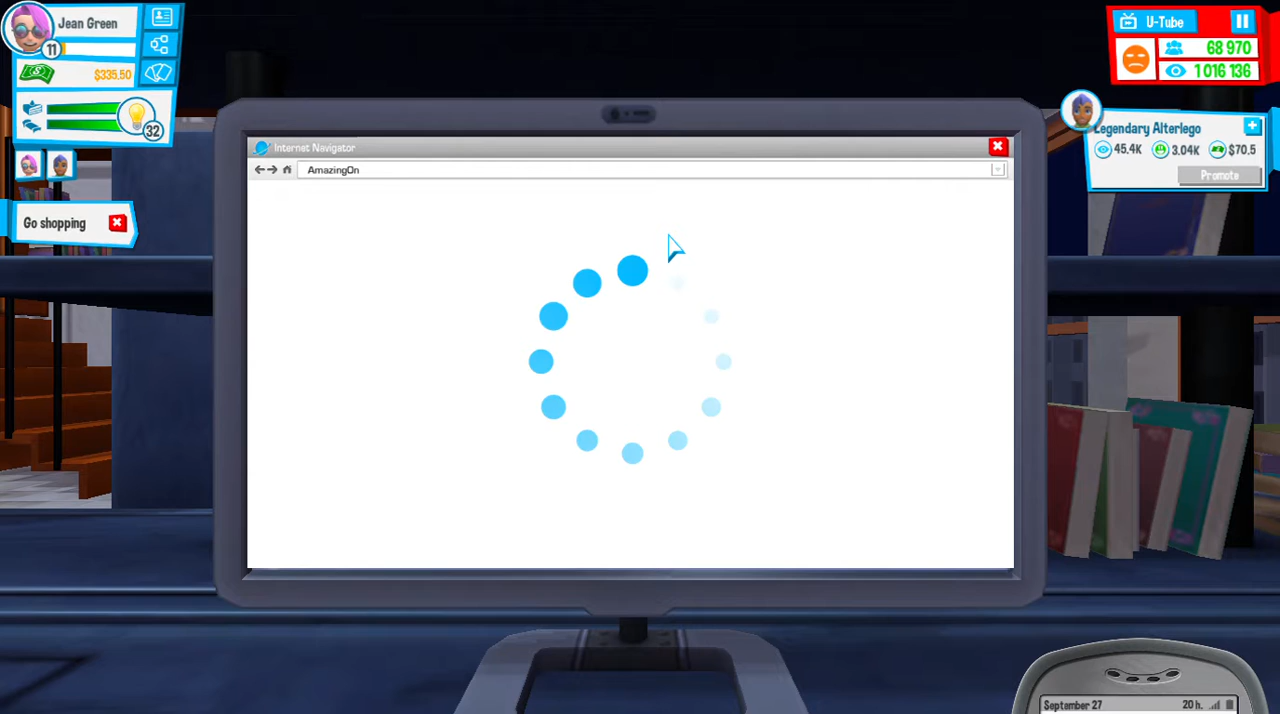 Jean Green
11
$335.50
32
Go shopping
Internet Navigator
AmazingOn
U-Tube
68 970
1 016 136
Legendary Alterlego
45.4K 3.04K $70.5
Promote
September 27 20 h.